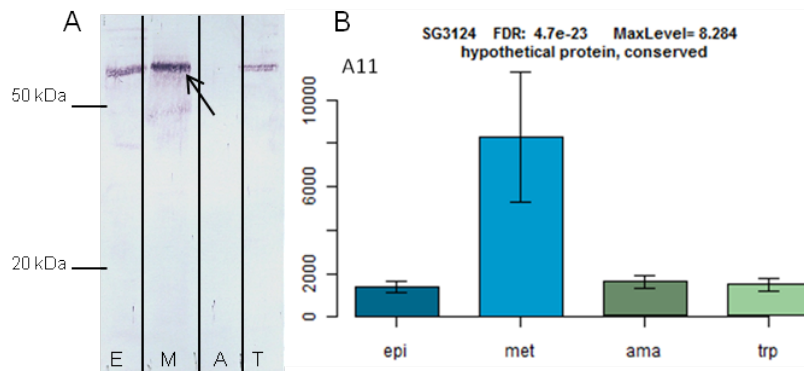 A
50 kDa
20 kDa
E M A T
B
SG3124 FDR: 4.7e-23 MaxLevel= 8.284
hypothetical protein, conserved
A11
10000
6000
2000
0
epi met ama trp